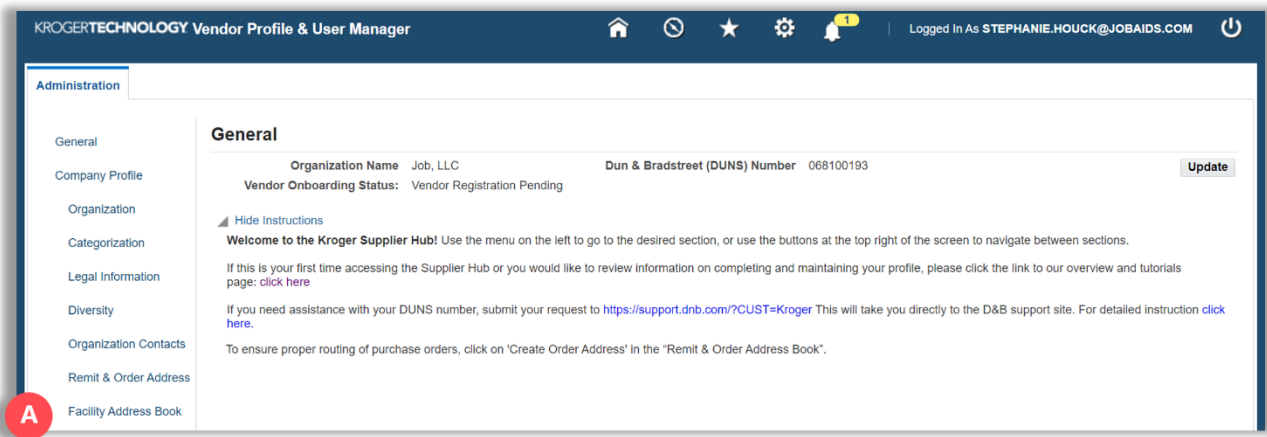 KROGERTECHNOLOGY. Vendor Profile & User Manager
1
Logged In As STEPHANIE.HOUCK@JOBAIDS.COM
Administration
General
Company Profile
Organization
Categorization
Legal Information
Diversity
Organization Contacts
Remit & Order Address
Facility Address Book
A
General
Organization Name Job, LLC Dun & Bradstreet (DUNS) Number 068100193
Update
Vendor Onboarding Status: Vendor Registration Pending
Hide Instructions
Welcome to the Kroger Supplier Hub! Use the menu on the left to go to the desired section, or use the buttons at the top right of the screen to navigate between sections.
If this is your first time accessing the Supplier Hub or you would like to review information on completing and maintaining your profile, please click the link to our overview and tutorials
page: click here
If you need assistance with your DUNS number, submit your request to https://support.dnb.com/?CUST=Kroger This will take you directly to the D&B support site. For detailed instruction click
here.
To ensure proper routing of purchase orders, click on 'Create Order Address' in the “Remit & Order Address Book”.